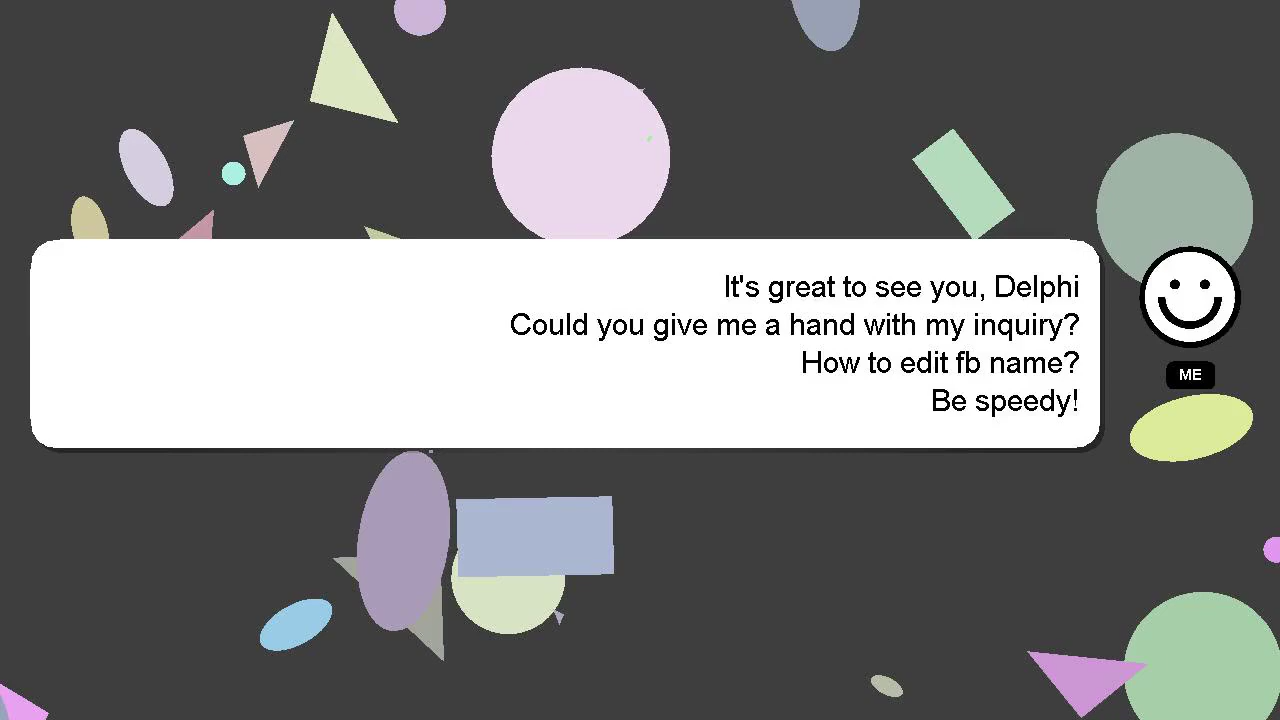 It's great to see you, Delphi
Could you give me a hand with my inquiry?
How to edit fb name?
Be speedy!
ME